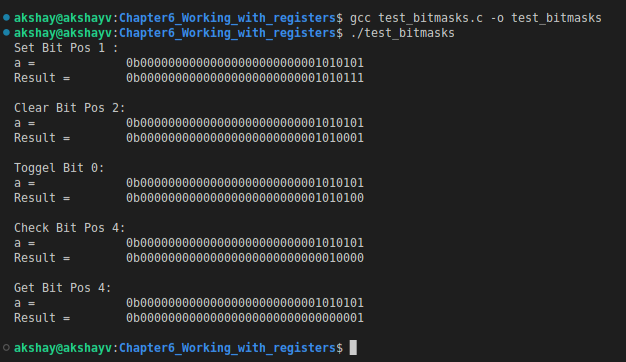 akshay@akshayv:Chapter6_Working_with_registers$ gcc test_bitmasks.c -o test_bitmasks
akshay@akshayv:Chapter6_Working_with_registers$ ./test_bitmasks
Set Bit Pos 1 :
a =             0b00000000000000000000000001010101
Result =        0b00000000000000000000000001010111
Clear Bit Pos 2:
a =             0b00000000000000000000000001010101
Result =        0b00000000000000000000000001010001
Toggel Bit 0:
a =             0b00000000000000000000000001010101
Result =        0b00000000000000000000000001010100
Check Bit Pos 4:
a =             0b00000000000000000000000001010101
Result =        0b00000000000000000000000000010000
Get Bit Pos 4:
a =             0b00000000000000000000000001010101
Result =        0b00000000000000000000000000000001
akshay@akshayv:Chapter6_Working_with_registers$